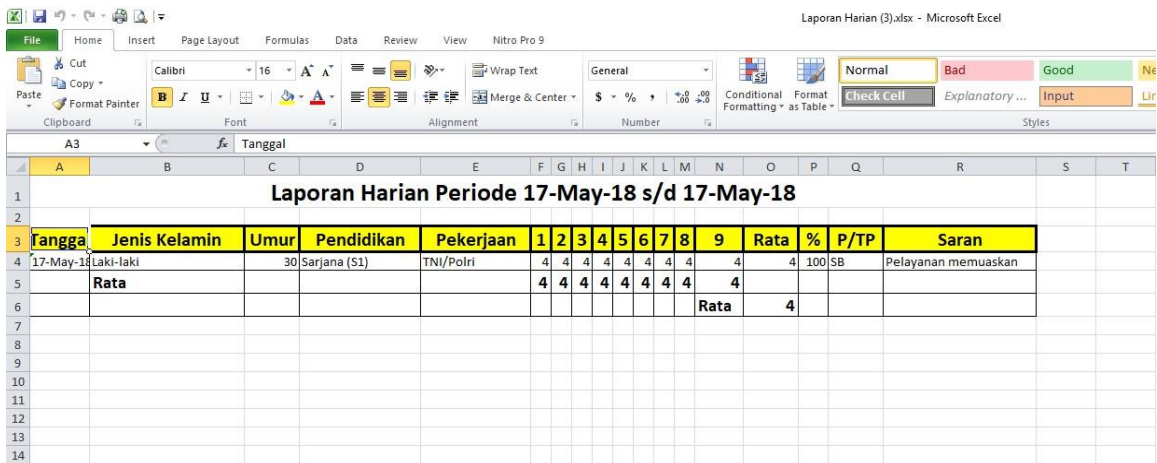 Laporan Harian (3).xlsx - Microsoft Excel
File Home Insert Page Layout Formulas Data Review View Nitro Pro 9
Cut Calibri 16 Wrap Text General Normal Bad Good Ne
Copy
Paste Format Painter B I U Merge & Center $ % , Conditional Formatting Format as Table Check Cell Explanatory ... Input Lin
Clipboard Font Alignment Number Styles
A3 fx Tanggal
A B C D E F G H I J K L M N O P Q R S T
1 Laporan Harian Periode 17-May-18 s/d 17-May-18
2
3 Tangga Jenis Kelamin Umur Pendidikan Pekerjaan 1 2 3 4 5 6 7 8 9 Rata % P/TP Saran
4 17-May-18 Laki-laki 30 Sarjana (S1) TNI/Polri 4 4 4 4 4 4 4 4 4 4 100 SB Pelayanan memuaskan
5 Rata 4 4 4 4 4 4 4 4 4
6 Rata 4
7
8
9
10
11
12
13
14